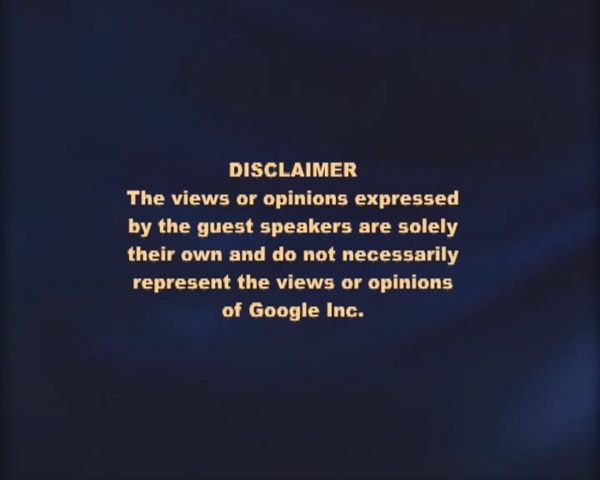 DISCLAIMER
The views or opinions expressed
by the guest speakers are solely
their own and do not necessarily
represent the views or opinions
of Google Inc.